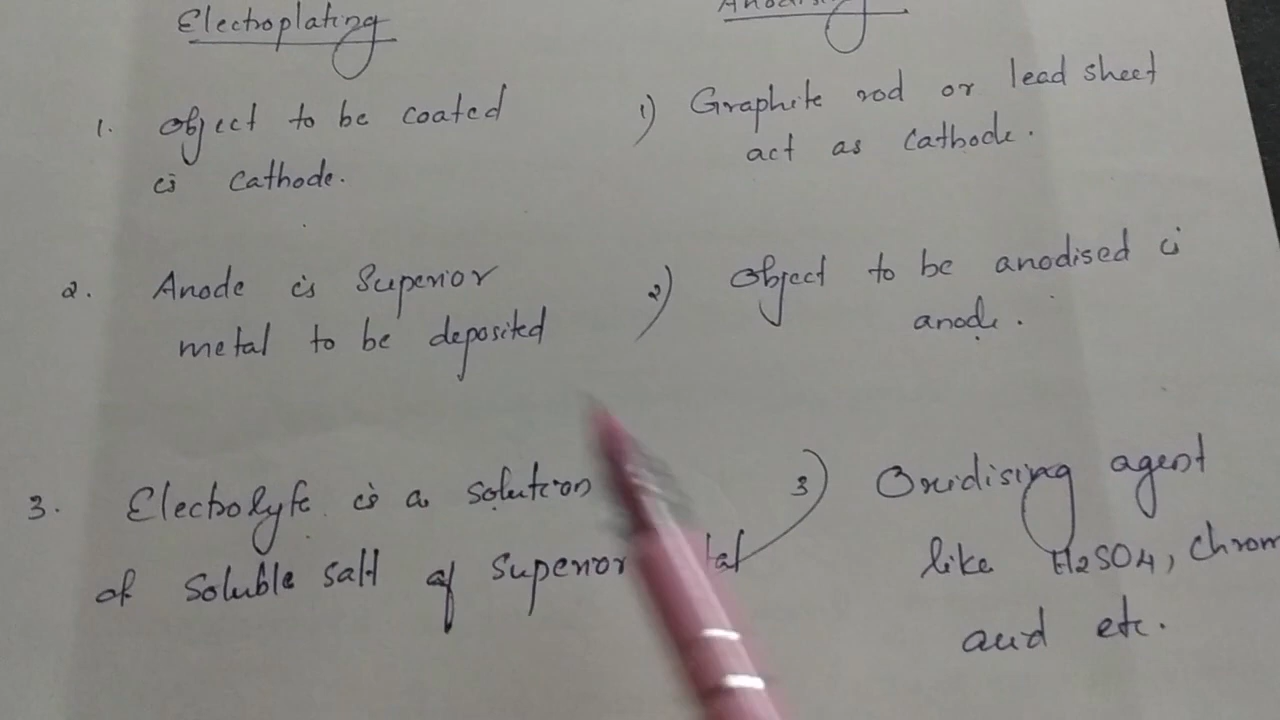 Electroplating
1. Object to be coated
is cathode.
2. Anode is Superior
metal to be deposited
3. Electrolyte is a solution
of soluble salt of superior
1) Graphite rod or lead sheet
act as cathode.
2) Object to be anodised is
anode.
3) Oxidising agent
like H2SO4, Chrom
acid etc.